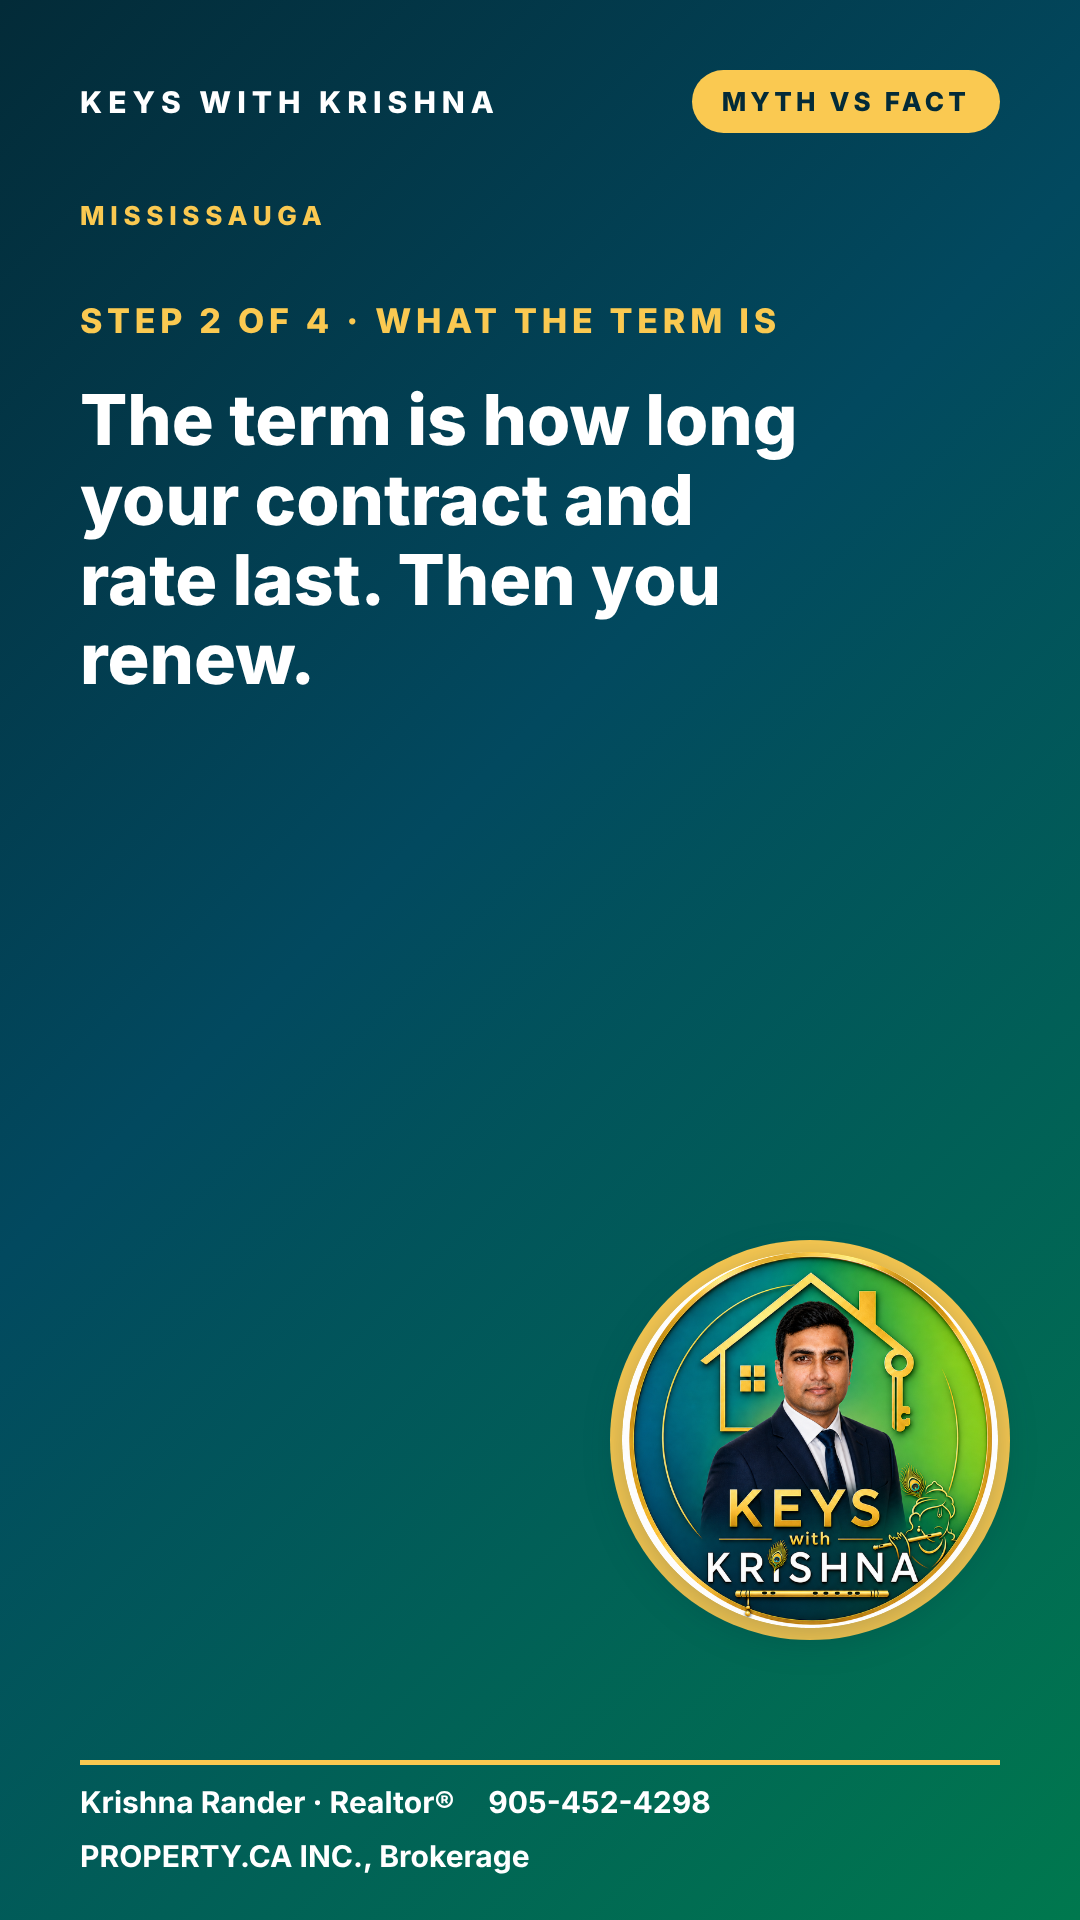 KEYS WITH KRISHNA
MYTH VS FACT
MISSISSAUGA
STEP 2 OF 4 · WHAT THE TERM IS
The term is how long
your contract and
rate last. Then you
renew.
KEYS
with
KRISHNA
Krishna Rander · Realtor® 905-452-4298
PROPERTY.CA INC., Brokerage